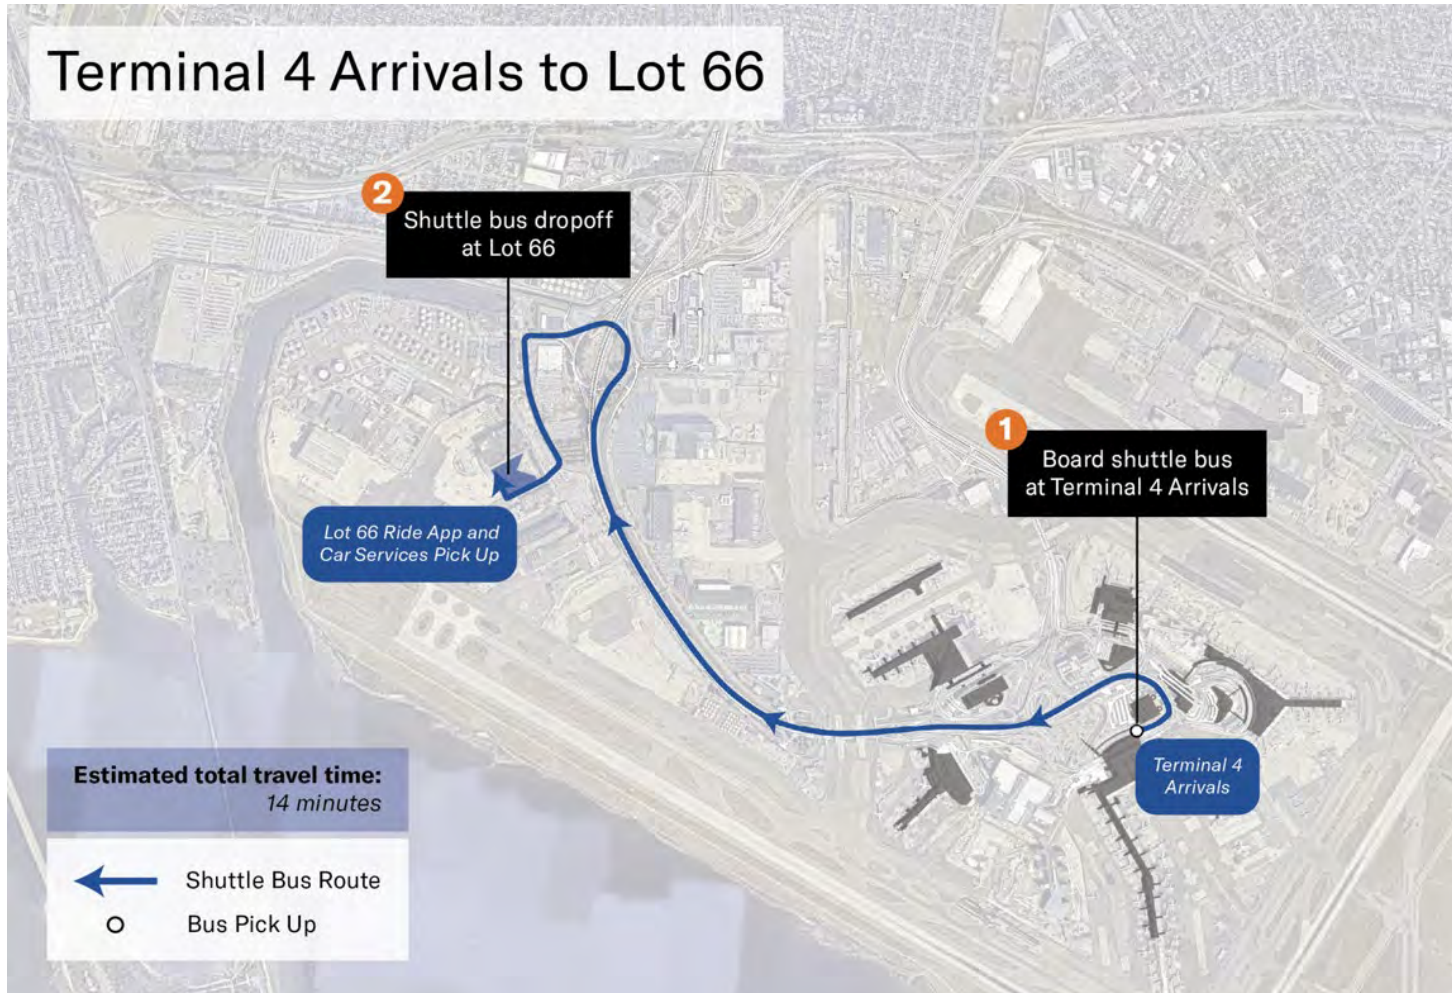 Terminal 4 Arrivals to Lot 66
2
Shuttle bus dropoff
at Lot 66
1
Board shuttle bus
at Terminal 4 Arrivals
Lot 66 Ride App and
Car Services Pick Up
Terminal 4
Arrivals
Estimated total travel time:
14 minutes
Shuttle Bus Route
Bus Pick Up